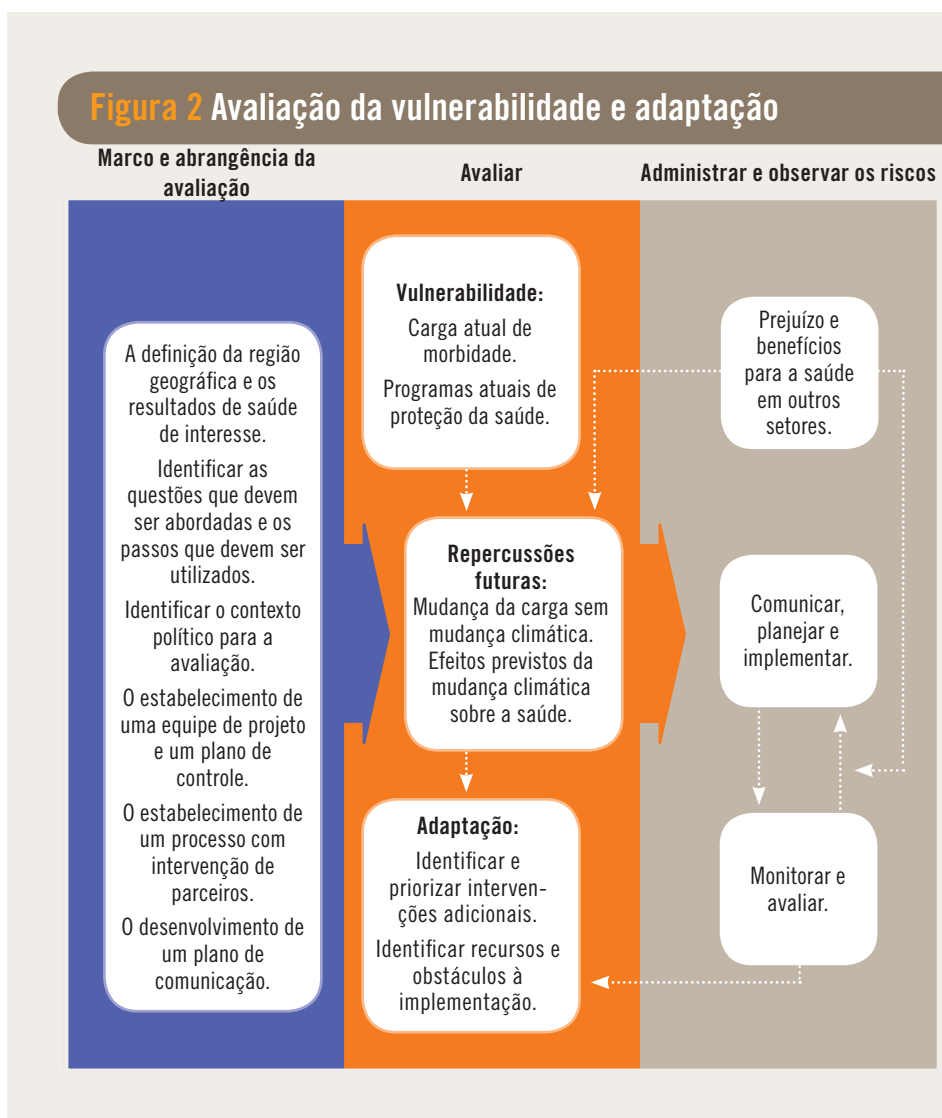 Figura 2 Avaliação da vulnerabilidade e adaptação
Marco e abrangência da
avaliação
A definição da região
geográfica e os
resultados de saúde
de interesse.
Identificar as
questões que devem
ser abordadas e os
passos que devem ser
utilizados.
Identificar o contexto
político para a
avaliação.
O estabelecimento de
uma equipe de projeto
e um plano de
controle.
O estabelecimento de
um processo com
intervenção de
parceiros.
O desenvolvimento de
um plano de
comunicação.
Avaliar
Vulnerabilidade:
Carga atual de
morbidade.
Programas atuais de
proteção da saúde.
Repercussões
futuras:
Mudança da carga sem
mudança climática.
Efeitos previstos da
mudança climática
sobre a saúde.
Adaptação:
Identificar e
priorizar interven-
ções adicionais.
Identificar recursos e
obstáculos à
implementação.
Administrar e observar os riscos
Prejuízo e
benefícios
para a saúde
em outros
setores.
Comunicar,
planejar e
implementar.
Monitorar e
avaliar.